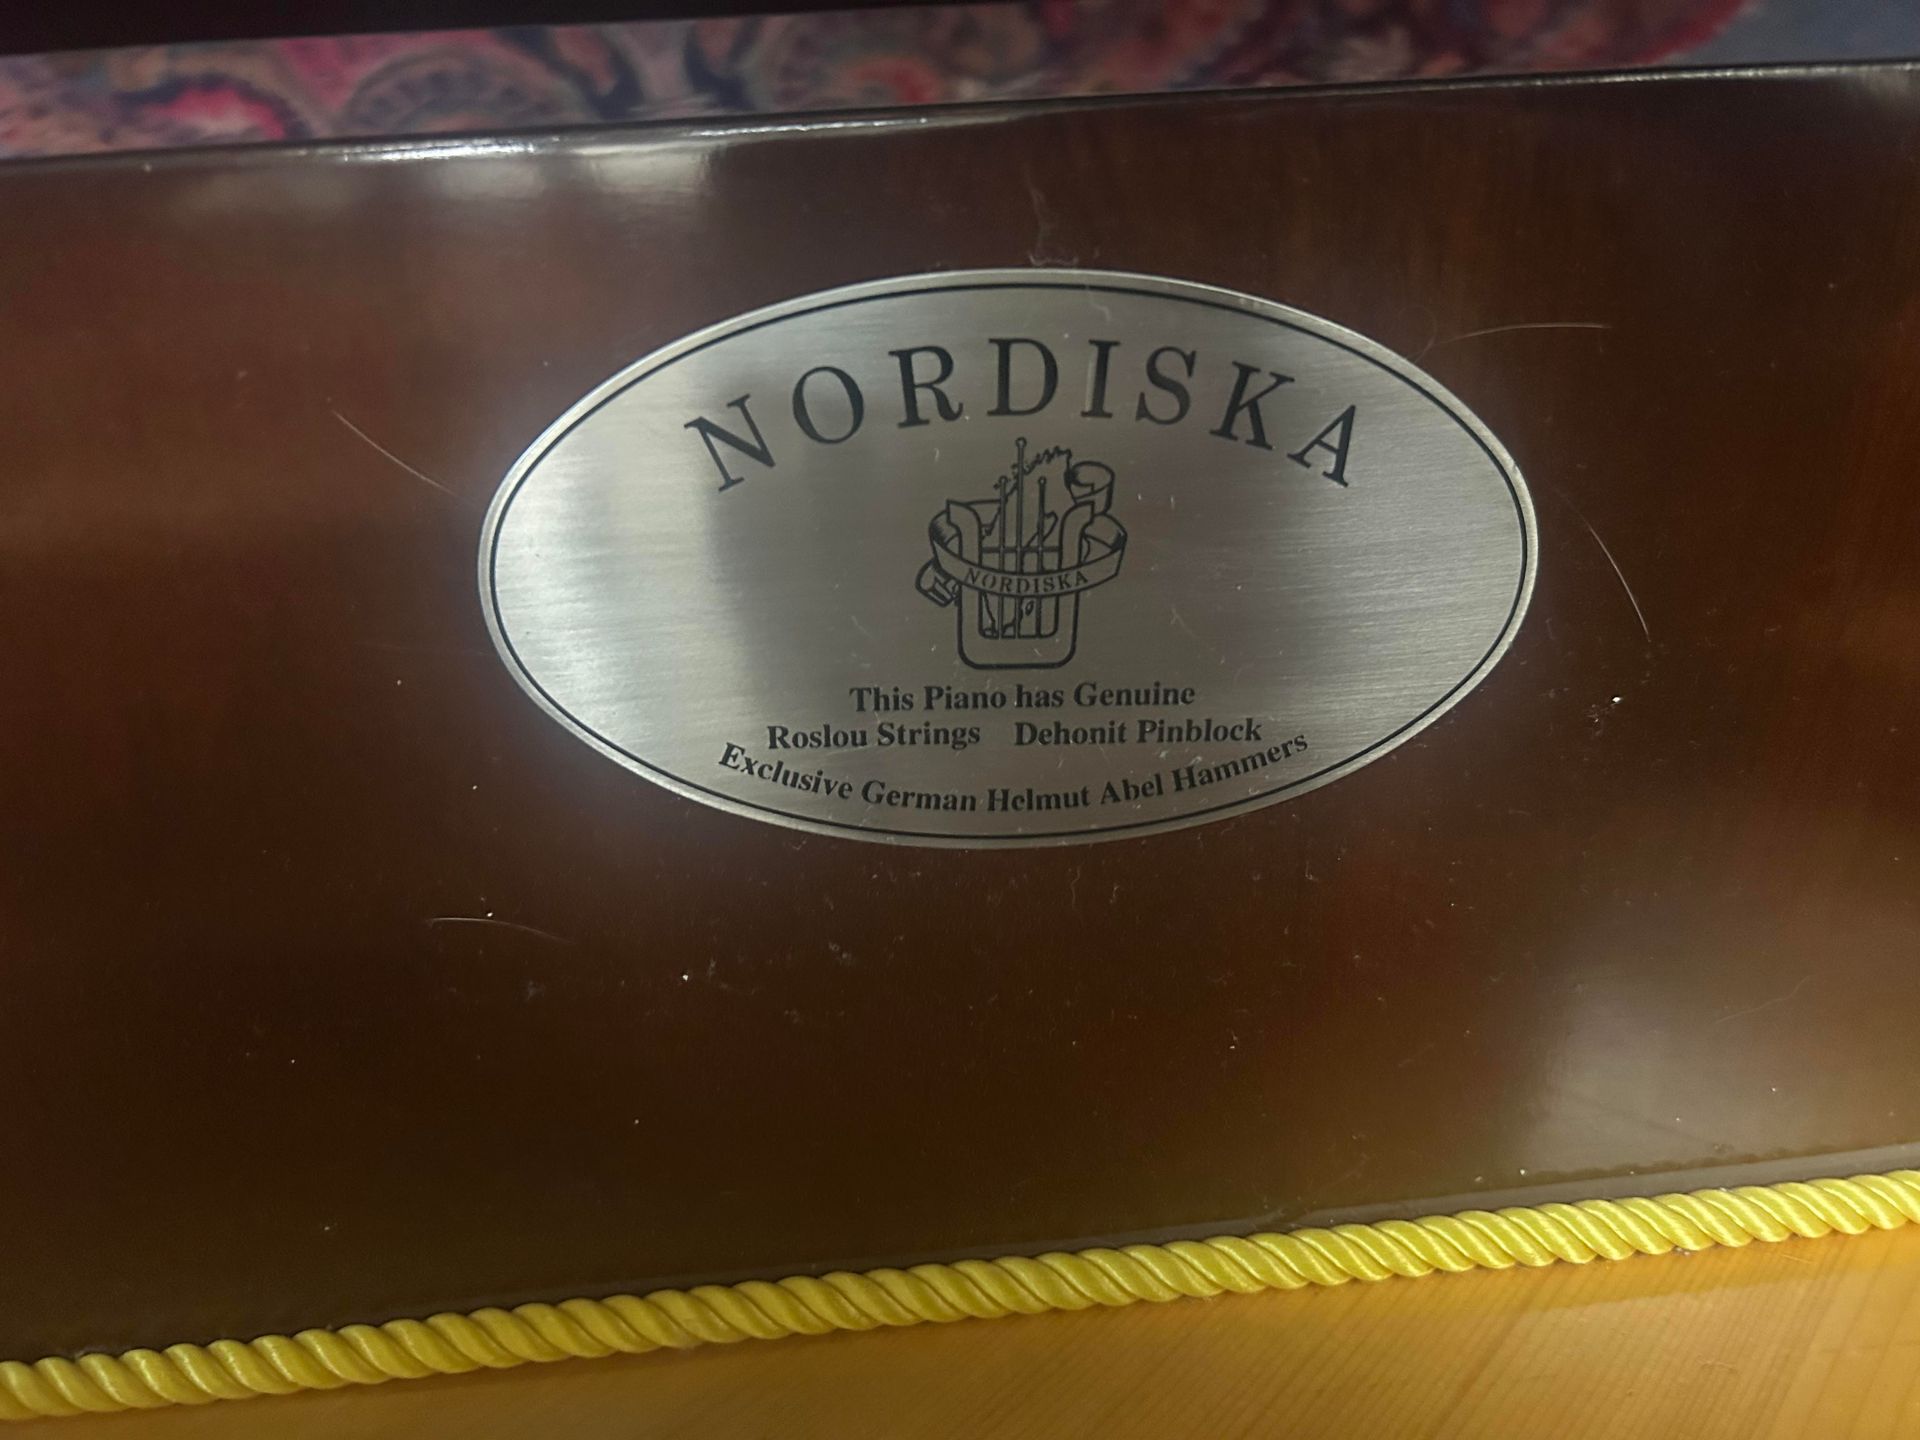 NORDISKA
NORDISKA
This Piano has Genuine
Roslou Strings Dehonit Pinblock
Exclusive German Helmut Abel Hammers